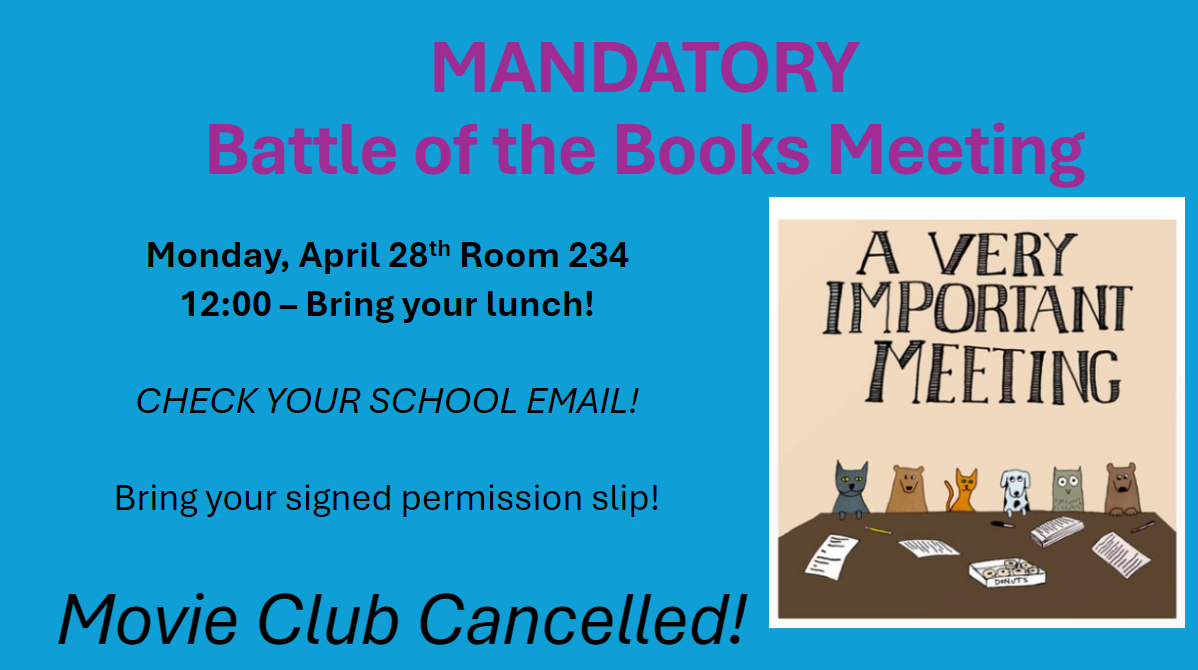 MANDATORY
Battle of the Books Meeting
Monday, April 28th Room 234
12:00 – Bring your lunch!
CHECK YOUR SCHOOL EMAIL!
Bring your signed permission slip!
Movie Club Cancelled!
A VERY
IMPORTANT
MEETING
DONUTS